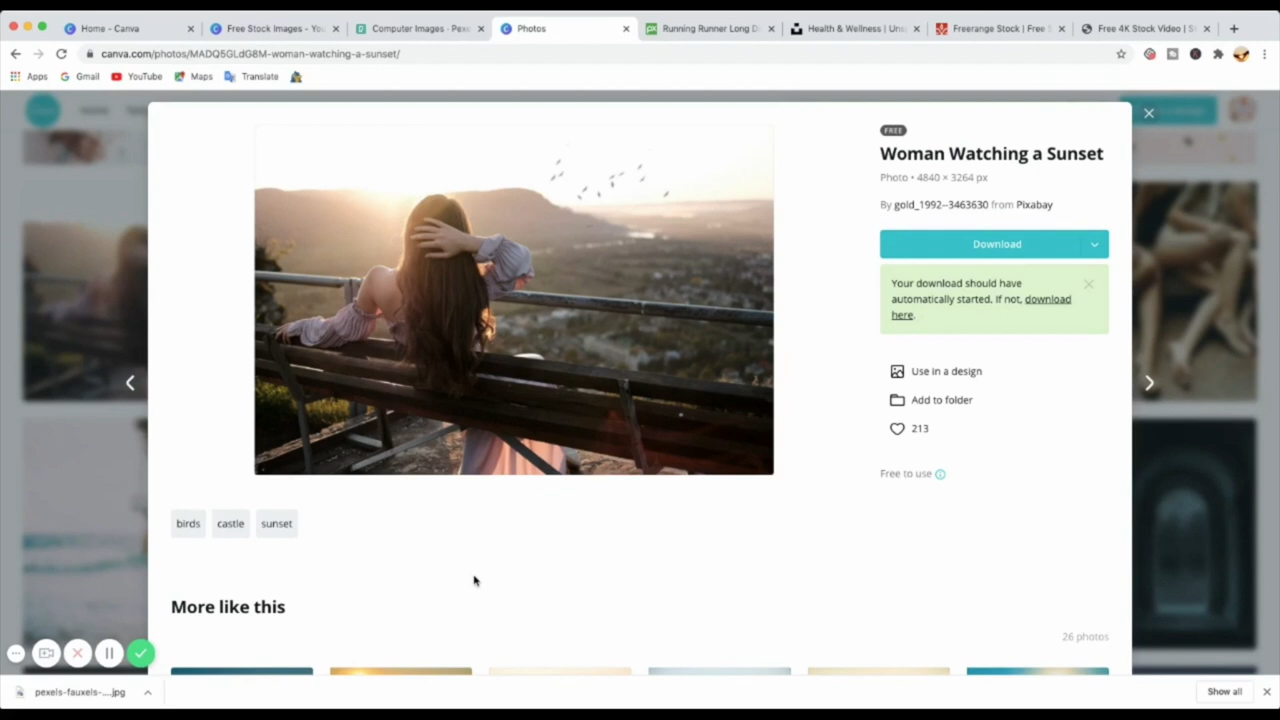 Home - Canva
Free Stock Images - You
Computer Images · Pexe
Photos
Running Runner Long D
Health & Wellness | Uns
Freerange Stock | Free S
Free 4K Stock Video | S
canva.com/photos/MADQ5GLdG8M-woman-watching-a-sunset/
Apps
Gmail
YouTube
Maps
Translate
FREE
Woman Watching a Sunset
Photo • 4840 × 3264 px
By gold_1992--3463630 from Pixabay
Download
Your download should have
automatically started. If not, download
here.
Use in a design
Add to folder
213
Free to use
birds
castle
sunset
More like this
26 photos
pexels-fauxels-....jpg
Show all